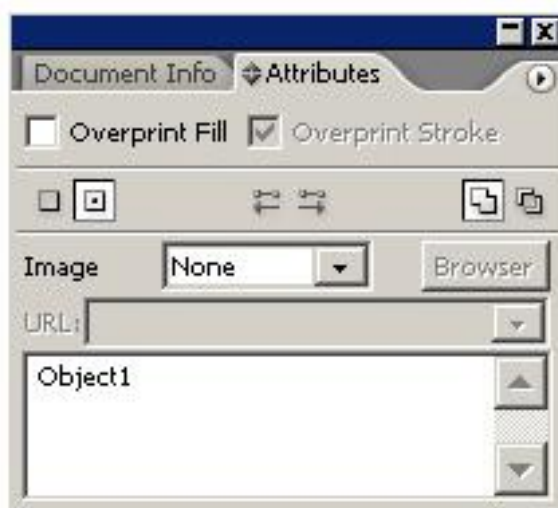 Document Info Attributes
Overprint Fill Overprint Stroke
Image None Browser
URL:
Object1